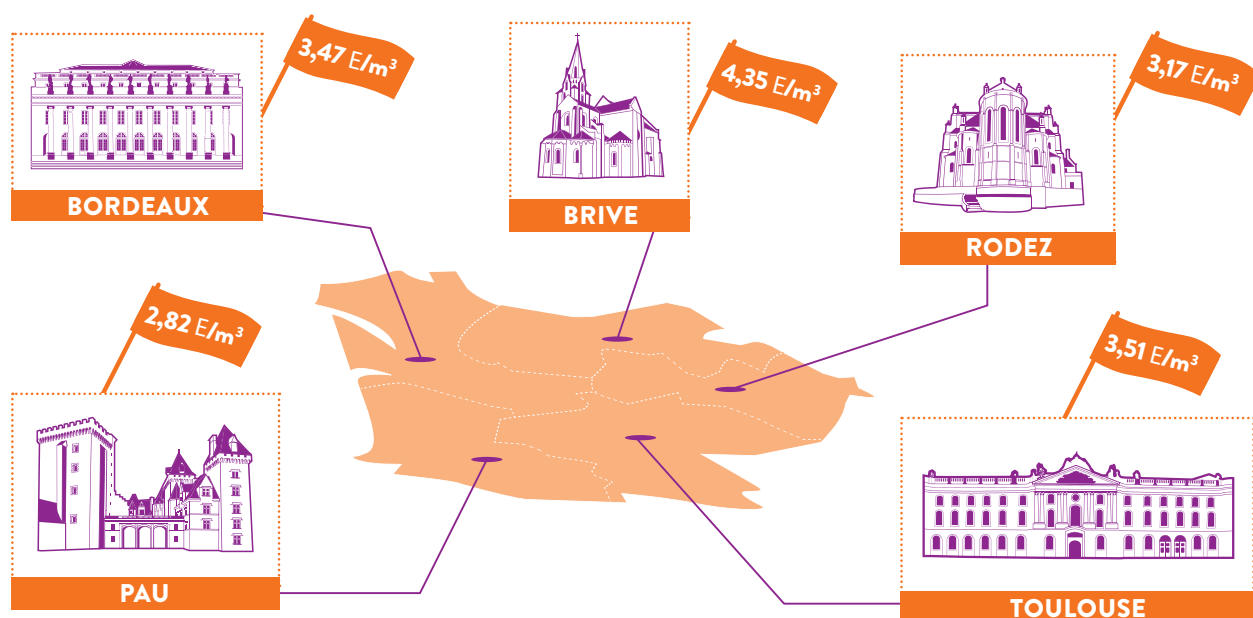 3,47 E/m³
BORDEAUX
4,35 E/m³
BRIVE
3,17 E/m³
RODEZ
2,82 E/m³
PAU
3,51 E/m³
TOULOUSE